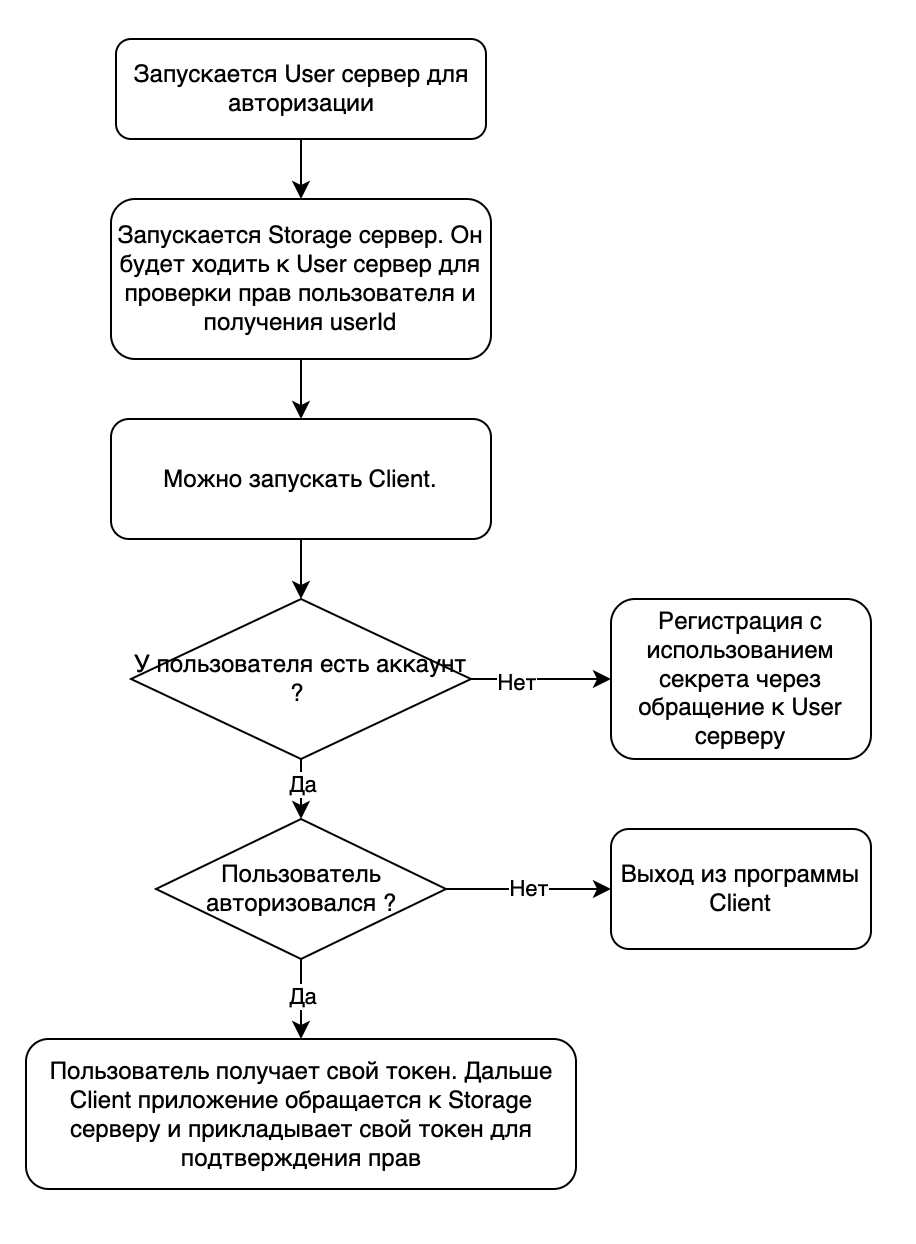 Запускается User сервер для
авторизации
Запускается Storage сервер. Он
будет ходить к User сервер для
проверки прав пользователя и
получения userId
Можно запускать Client.
У пользователя есть аккаунт
?
Нет
Регистрация с
использованием
секрета через
обращение к User
серверу
Да
Пользователь
авторизовался ?
Нет
Выход из программы
Client
Да
Пользователь получает свой токен. Дальше
Client приложение обращается к Storage
серверу и прикладывает свой токен для
подтверждения прав